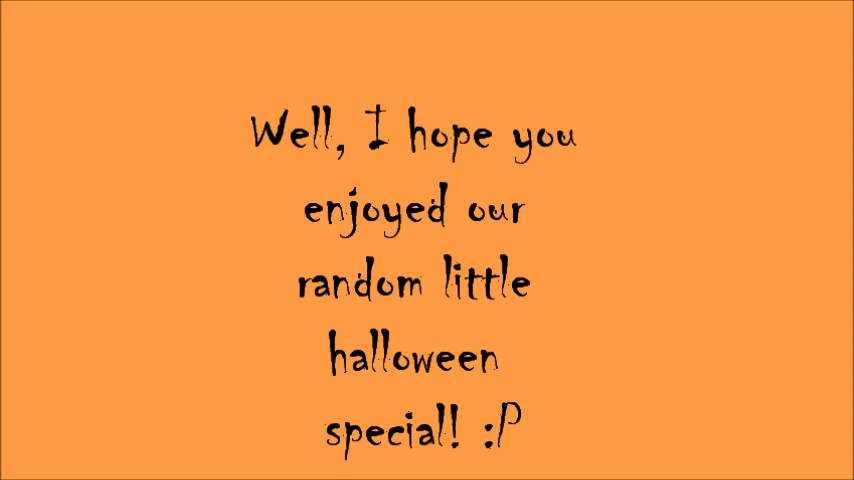 Well, I hope you
enjoyed our
random little
halloween
special! :P